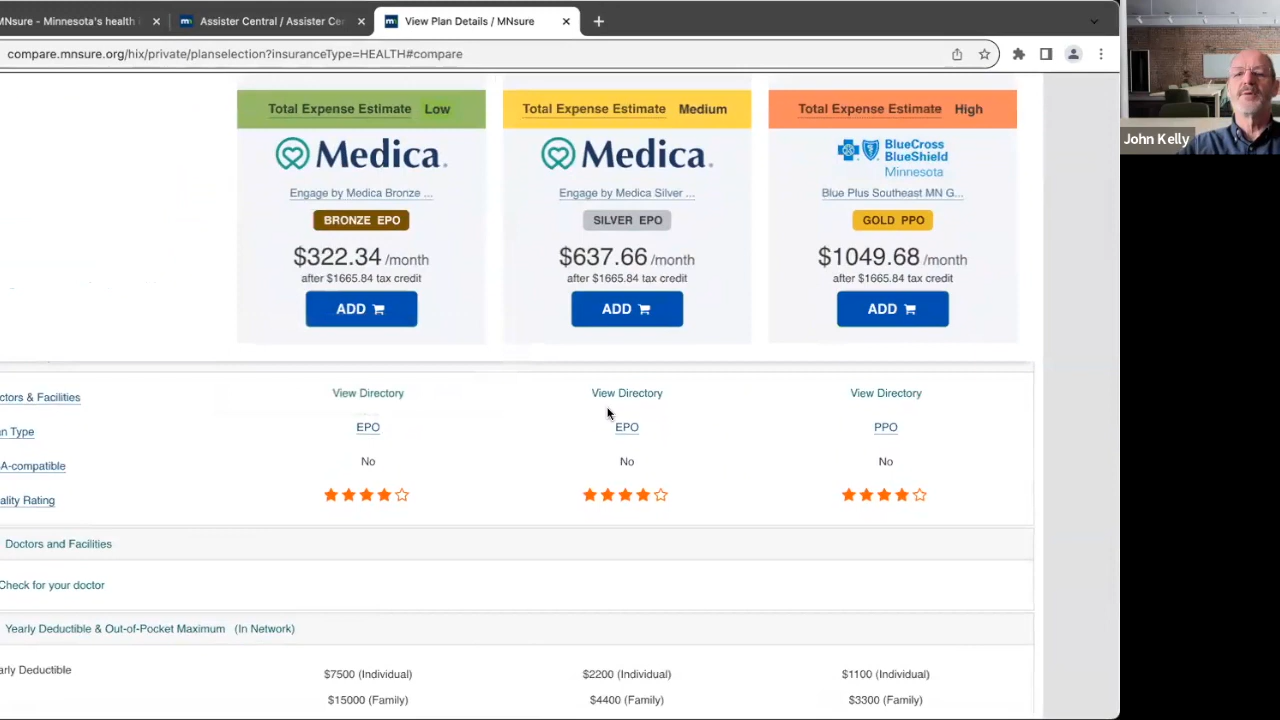 MNsure - Minnesota's health
Assister Central / Assister Ce
View Plan Details / MNsure
compare.mnsure.org/hix/private/planselection?insuranceType=HEALTH#compare
John Kelly
Total Expense Estimate Low
Total Expense Estimate Medium
Total Expense Estimate High
Medica.
Medica.
BlueCross
BlueShield
Minnesota
Engage by Medica Bronze ...
Engage by Medica Silver ...
Blue Plus Southeast MN G...
BRONZE EPO
SILVER EPO
GOLD PPO
$322.34 /month
$637.66 /month
$1049.68 /month
after $1665.84 tax credit
after $1665.84 tax credit
after $1665.84 tax credit
ADD
ADD
ADD
ctors & Facilities
View Directory
View Directory
View Directory
an Type
EPO
EPO
PPO
A-compatible
No
No
No
ality Rating
Doctors and Facilities
Check for your doctor
Yearly Deductible & Out-of-Pocket Maximum (In Network)
arly Deductible
$7500 (Individual)
$2200 (Individual)
$1100 (Individual)
$15000 (Family)
$4400 (Family)
$3300 (Family)